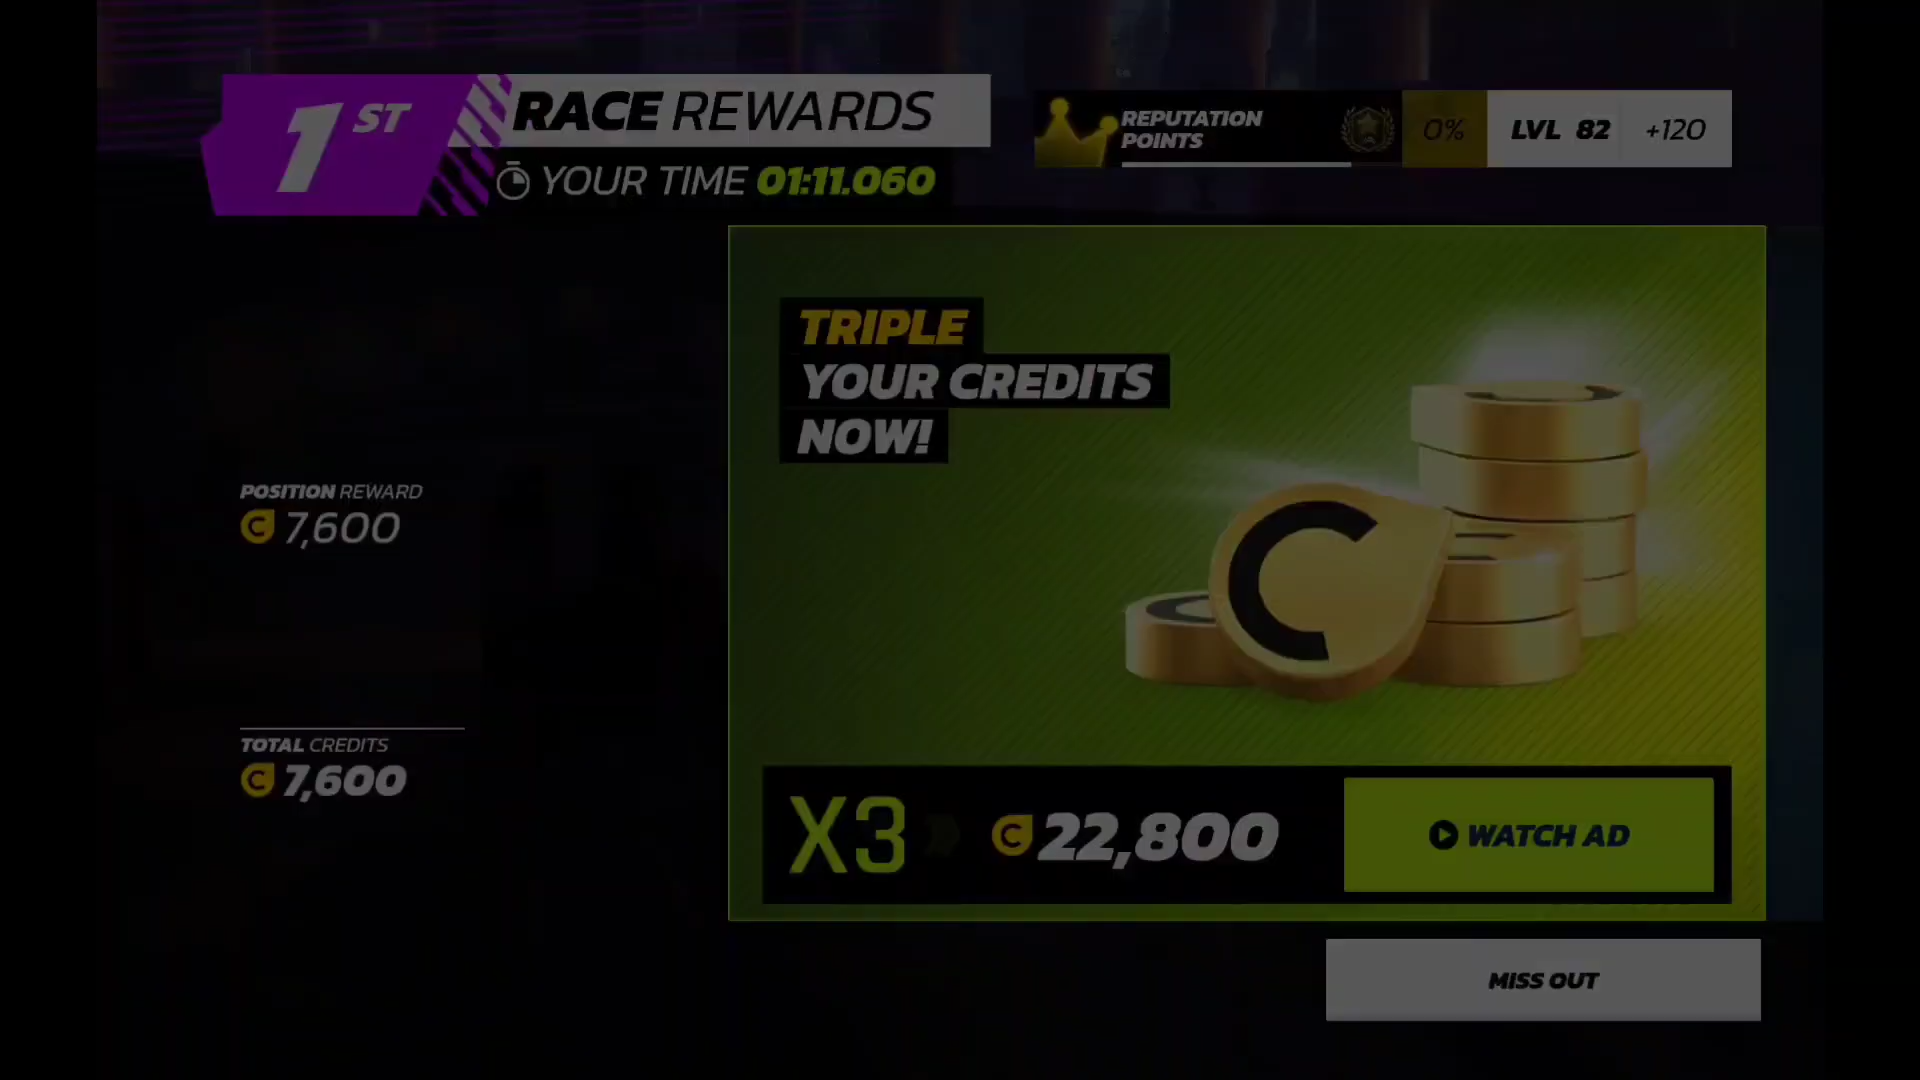 1ST
RACE REWARDS
YOUR TIME 01:11.060
REPUTATION
POINTS
0%
LVL 82
+120
TRIPLE
YOUR CREDITS
NOW!
POSITION REWARD
7,600
TOTAL CREDITS
7,600
X3
22,800
WATCH AD
MISS OUT